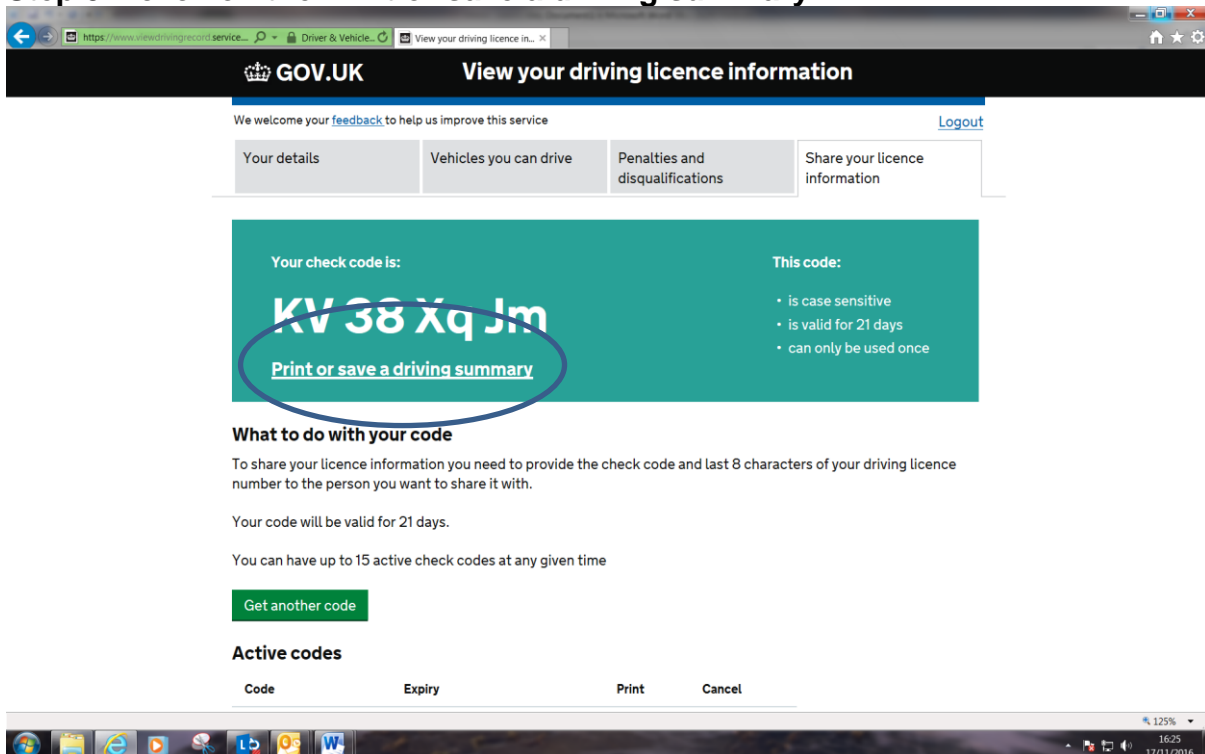 https://www.viewdrivingrecord.service... Driver & Vehicle... View your driving licence in...
GOV.UK View your driving licence information
We welcome your feedback to help us improve this service Logout
Your details Vehicles you can drive Penalties and disqualifications Share your licence information
Your check code is:
KV 38 Xq Jm
Print or save a driving summary
This code:
• is case sensitive
• is valid for 21 days
• can only be used once
What to do with your code
To share your licence information you need to provide the check code and last 8 characters of your driving licence
number to the person you want to share it with.
Your code will be valid for 21 days.
You can have up to 15 active check codes at any given time
Get another code
Active codes
Code Expiry Print Cancel
125%
16:25
17/11/2016